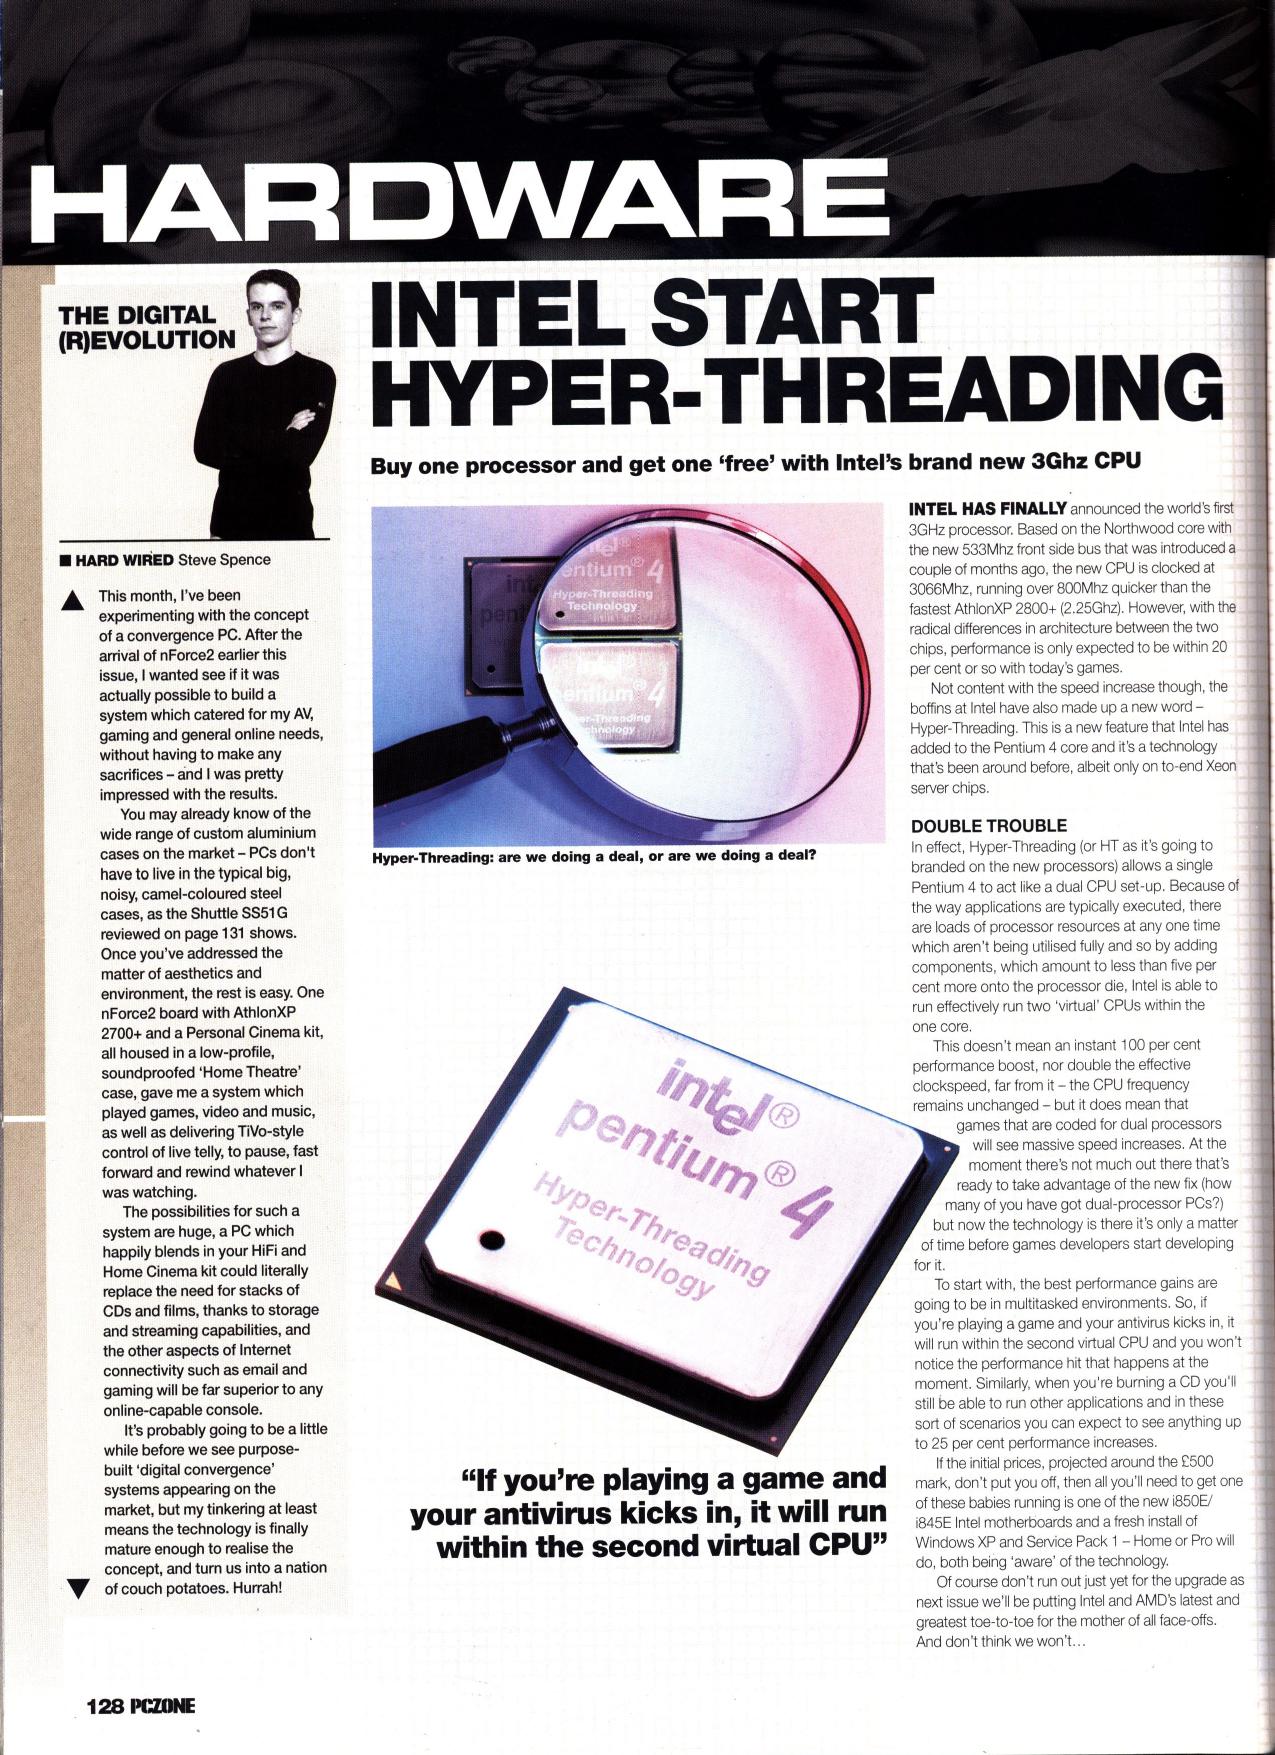 HARDWARE
THE DIGITAL
(R)EVOLUTION
■ HARD WIRED Steve Spence
▲ This month, I've been
experimenting with the concept
of a convergence PC. After the
arrival of nForce2 earlier this
issue, I wanted see if it was
actually possible to build a
system which catered for my AV,
gaming and general online needs,
without having to make any
sacrifices – and I was pretty
impressed with the results.
You may already know of the
wide range of custom aluminium
cases on the market – PCs don't
have to live in the typical big,
noisy, camel-coloured steel
cases, as the Shuttle SS51G
reviewed on page 131 shows.
Once you've addressed the
matter of aesthetics and
environment, the rest is easy. One
nForce2 board with AthlonXP
2700+ and a Personal Cinema kit,
all housed in a low-profile,
soundproofed 'Home Theatre'
case, gave me a system which
played games, video and music,
as well as delivering TiVo-style
control of live telly, to pause, fast
forward and rewind whatever I
was watching.
The possibilities for such a
system are huge, a PC which
happily blends in your HiFi and
Home Cinema kit could literally
replace the need for stacks of
CDs and films, thanks to storage
and streaming capabilities, and
the other aspects of Internet
connectivity such as email and
gaming will be far superior to any
online-capable console.
It's probably going to be a little
while before we see purpose-
built 'digital convergence'
systems appearing on the
market, but my tinkering at least
means the technology is finally
mature enough to realise the
concept, and turn us into a nation
▼ of couch potatoes. Hurrah!
INTEL START
HYPER-THREADING
Buy one processor and get one 'free' with Intel's brand new 3Ghz CPU
intel
pentium
intel®
entium® 4
Hyper-Threading
Technology
intel
entium® 4
er-Threading
chnology
Hyper-Threading: are we doing a deal, or are we doing a deal?
intel®
pentium® 4
Hyper-Threading
Technology
"If you're playing a game and
your antivirus kicks in, it will run
within the second virtual CPU"
INTEL HAS FINALLY announced the world's first
3GHz processor. Based on the Northwood core with
the new 533Mhz front side bus that was introduced a
couple of months ago, the new CPU is clocked at
3066Mhz, running over 800Mhz quicker than the
fastest AthlonXP 2800+ (2.25Ghz). However, with the
radical differences in architecture between the two
chips, performance is only expected to be within 20
per cent or so with today's games.
Not content with the speed increase though, the
boffins at Intel have also made up a new word –
Hyper-Threading. This is a new feature that Intel has
added to the Pentium 4 core and it's a technology
that's been around before, albeit only on to-end Xeon
server chips.
DOUBLE TROUBLE
In effect, Hyper-Threading (or HT as it's going to
branded on the new processors) allows a single
Pentium 4 to act like a dual CPU set-up. Because of
the way applications are typically executed, there
are loads of processor resources at any one time
which aren't being utilised fully and so by adding
components, which amount to less than five per
cent more onto the processor die, Intel is able to
run effectively run two 'virtual' CPUs within the
one core.
This doesn't mean an instant 100 per cent
performance boost, nor double the effective
clockspeed, far from it – the CPU frequency
remains unchanged – but it does mean that
games that are coded for dual processors
will see massive speed increases. At the
moment there's not much out there that's
ready to take advantage of the new fix (how
many of you have got dual-processor PCs?)
but now the technology is there it's only a matter
of time before games developers start developing
for it.
To start with, the best performance gains are
going to be in multitasked environments. So, if
you're playing a game and your antivirus kicks in, it
will run within the second virtual CPU and you won't
notice the performance hit that happens at the
moment. Similarly, when you're burning a CD you'll
still be able to run other applications and in these
sort of scenarios you can expect to see anything up
to 25 per cent performance increases.
If the initial prices, projected around the £500
mark, don't put you off, then all you'll need to get one
of these babies running is one of the new i850E/
i845E Intel motherboards and a fresh install of
Windows XP and Service Pack 1 – Home or Pro will
do, both being 'aware' of the technology.
Of course don't run out just yet for the upgrade as
next issue we'll be putting Intel and AMD's latest and
greatest toe-to-toe for the mother of all face-offs.
And don't think we won't...
128 PCZONE